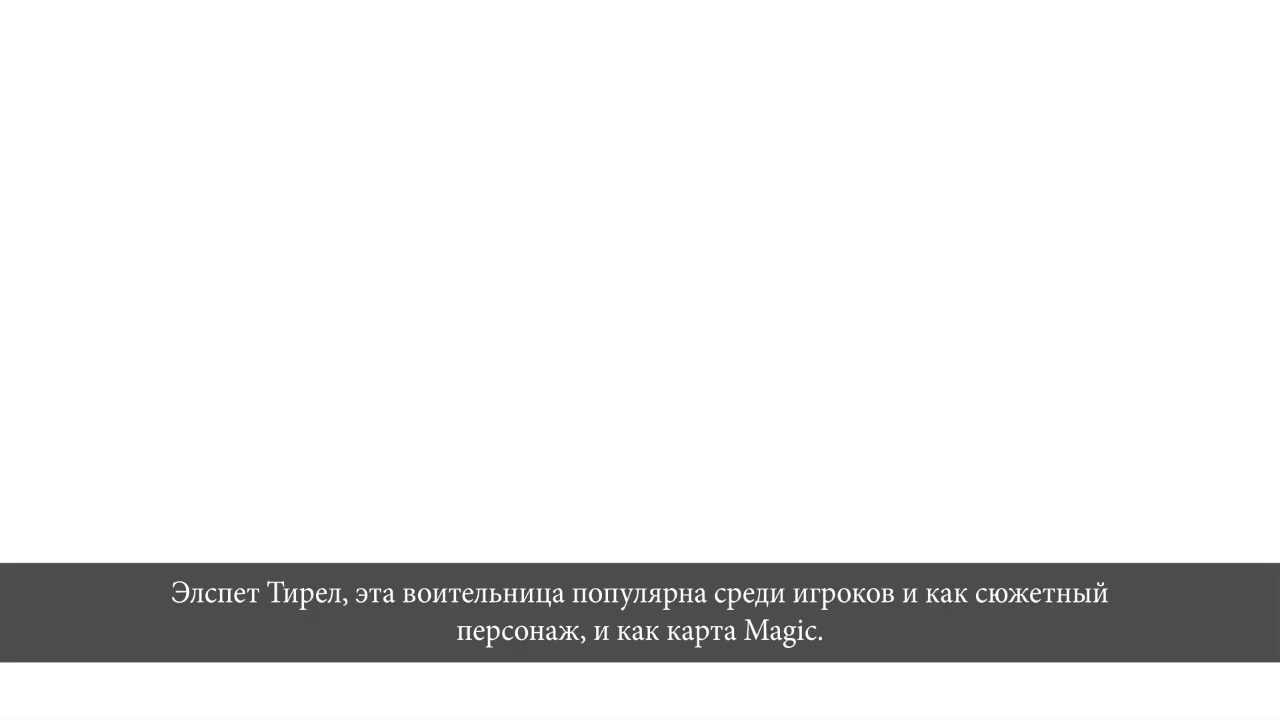 Элспет Тирел, эта воительница популярна среди игроков и как сюжетный
персонаж, и как карта Magic.